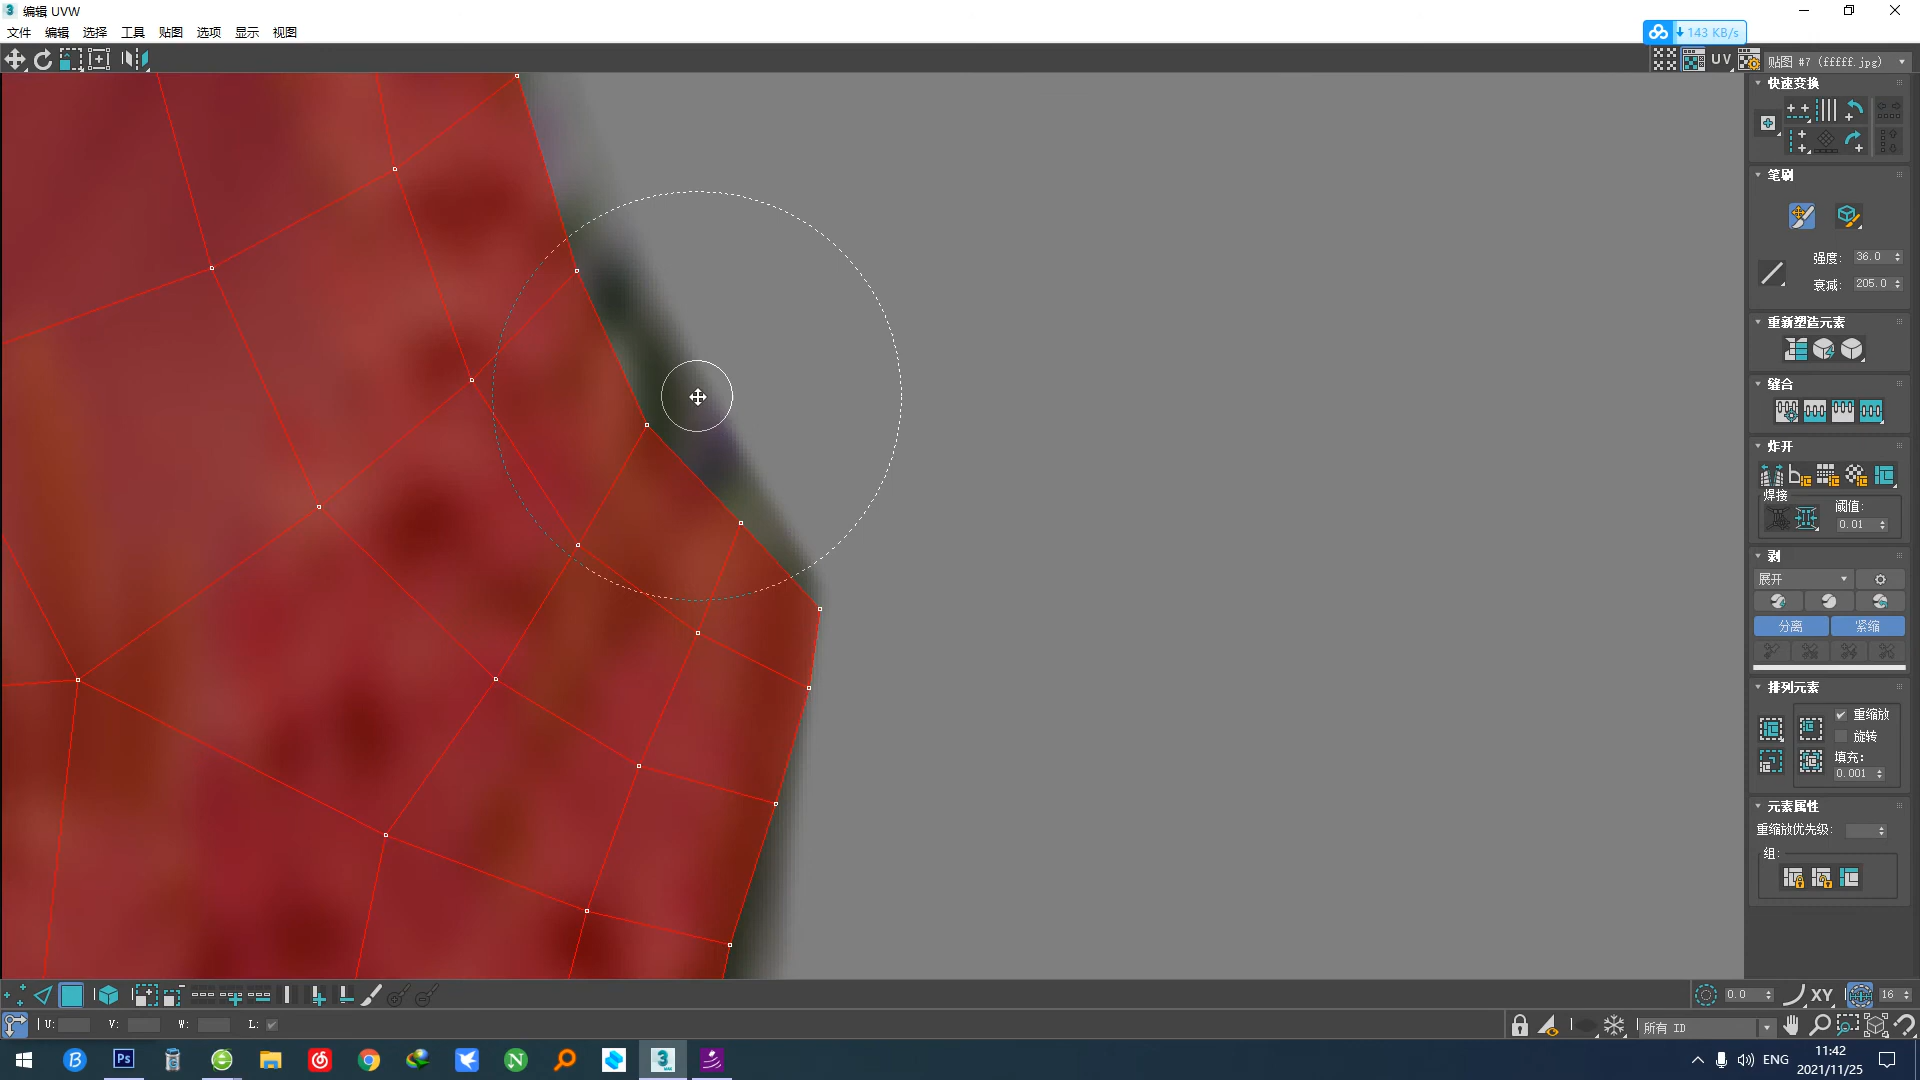 3 编辑 UVW
文件 编辑 选择 工具 贴图 选项 显示 视图
143 KB/s
UV 贴图 #7 (fffff.jpg)
快速变换
笔刷
强度: 36.0
衰减: 205.0
重新塑造元素
缝合
炸开
焊接 阈值:
0.01
剥
展开
分离 紧缩
排列元素
重缩放
旋转
填充:
0.001
元素属性
重缩放优先级:
组:
0.0 XY 16
U: V: W: L: 所有 ID
Ps 3 ENG 11:42
2021/11/25